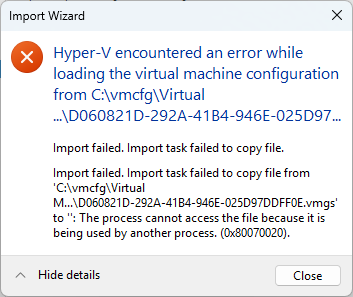 Import Wizard
Hyper-V encountered an error while
loading the virtual machine configuration
from C:\vmcfg\Virtual
...\D060821D-292A-41B4-946E-025D97...
Import failed. Import task failed to copy file.
Import failed. Import task failed to copy file from
'C:\vmcfg\Virtual
M...\D060821D-292A-41B4-946E-025D97DDFF0E.vmgs'
to '': The process cannot access the file because it is
being used by another process. (0x80070020).
Hide details
Close